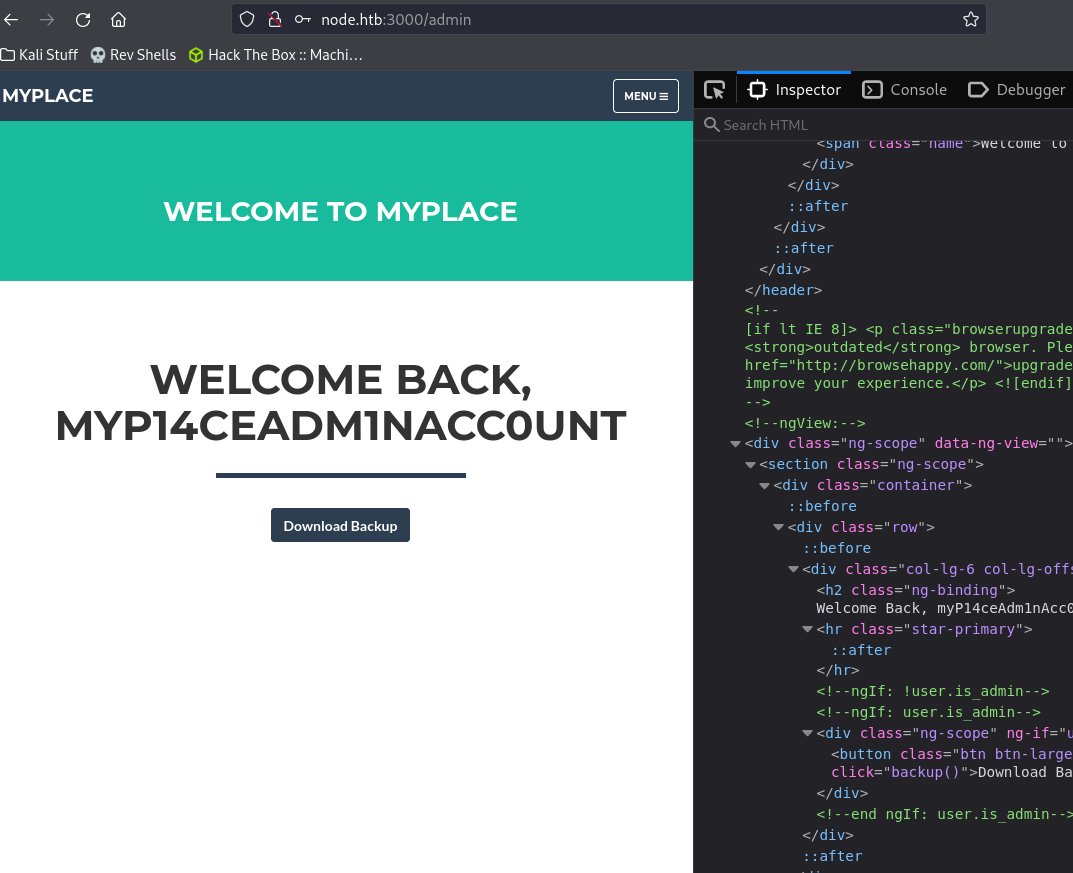 node.htb:3000/admin
Kali Stuff Rev Shells Hack The Box :: Machi…
MYPLACE
MENU
WELCOME TO MYPLACE
WELCOME BACK,
MYP14CEADM1NACC0UNT
Download Backup
Inspector Console Debugger
Search HTML
<span class="name">Welcome to
</div>
</div>
::after
</div>
::after
</div>
</header>
<!--
[if lt IE 8]> <p class="browserupgrade
<strong>outdated</strong> browser. Ple
href="http://browsehappy.com/">upgrade
improve your experience.</p> <![endif]
-->
<!--ngView:-->
<div class="ng-scope" data-ng-view="">
<section class="ng-scope">
<div class="container">
::before
<div class="row">
::before
<div class="col-lg-6 col-lg-offs
<h2 class="ng-binding">
Welcome Back, myP14ceAdm1nAcc0
<hr class="star-primary">
::after
</hr>
<!--ngIf: !user.is_admin-->
<!--ngIf: user.is_admin-->
<div class="ng-scope" ng-if="u
<button class="btn btn-large
click="backup()">Download Ba
</div>
<!--end ngIf: user.is_admin-->
</div>
::after